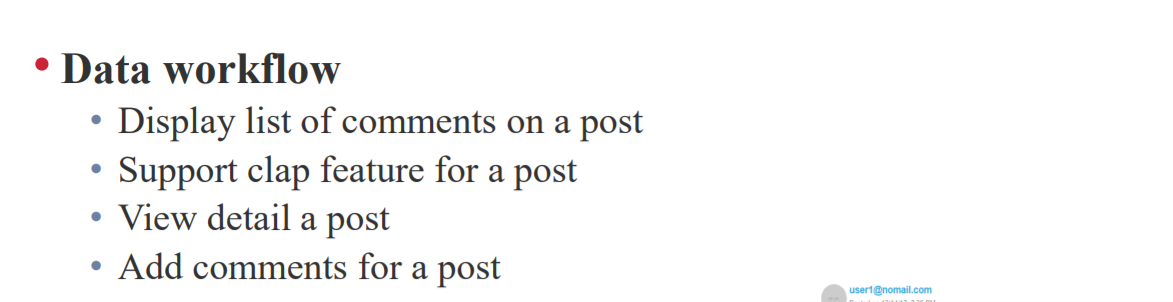 Data workflow
Display list of comments on a post
Support clap feature for a post
View detail a post
Add comments for a post
user1@nomail.com